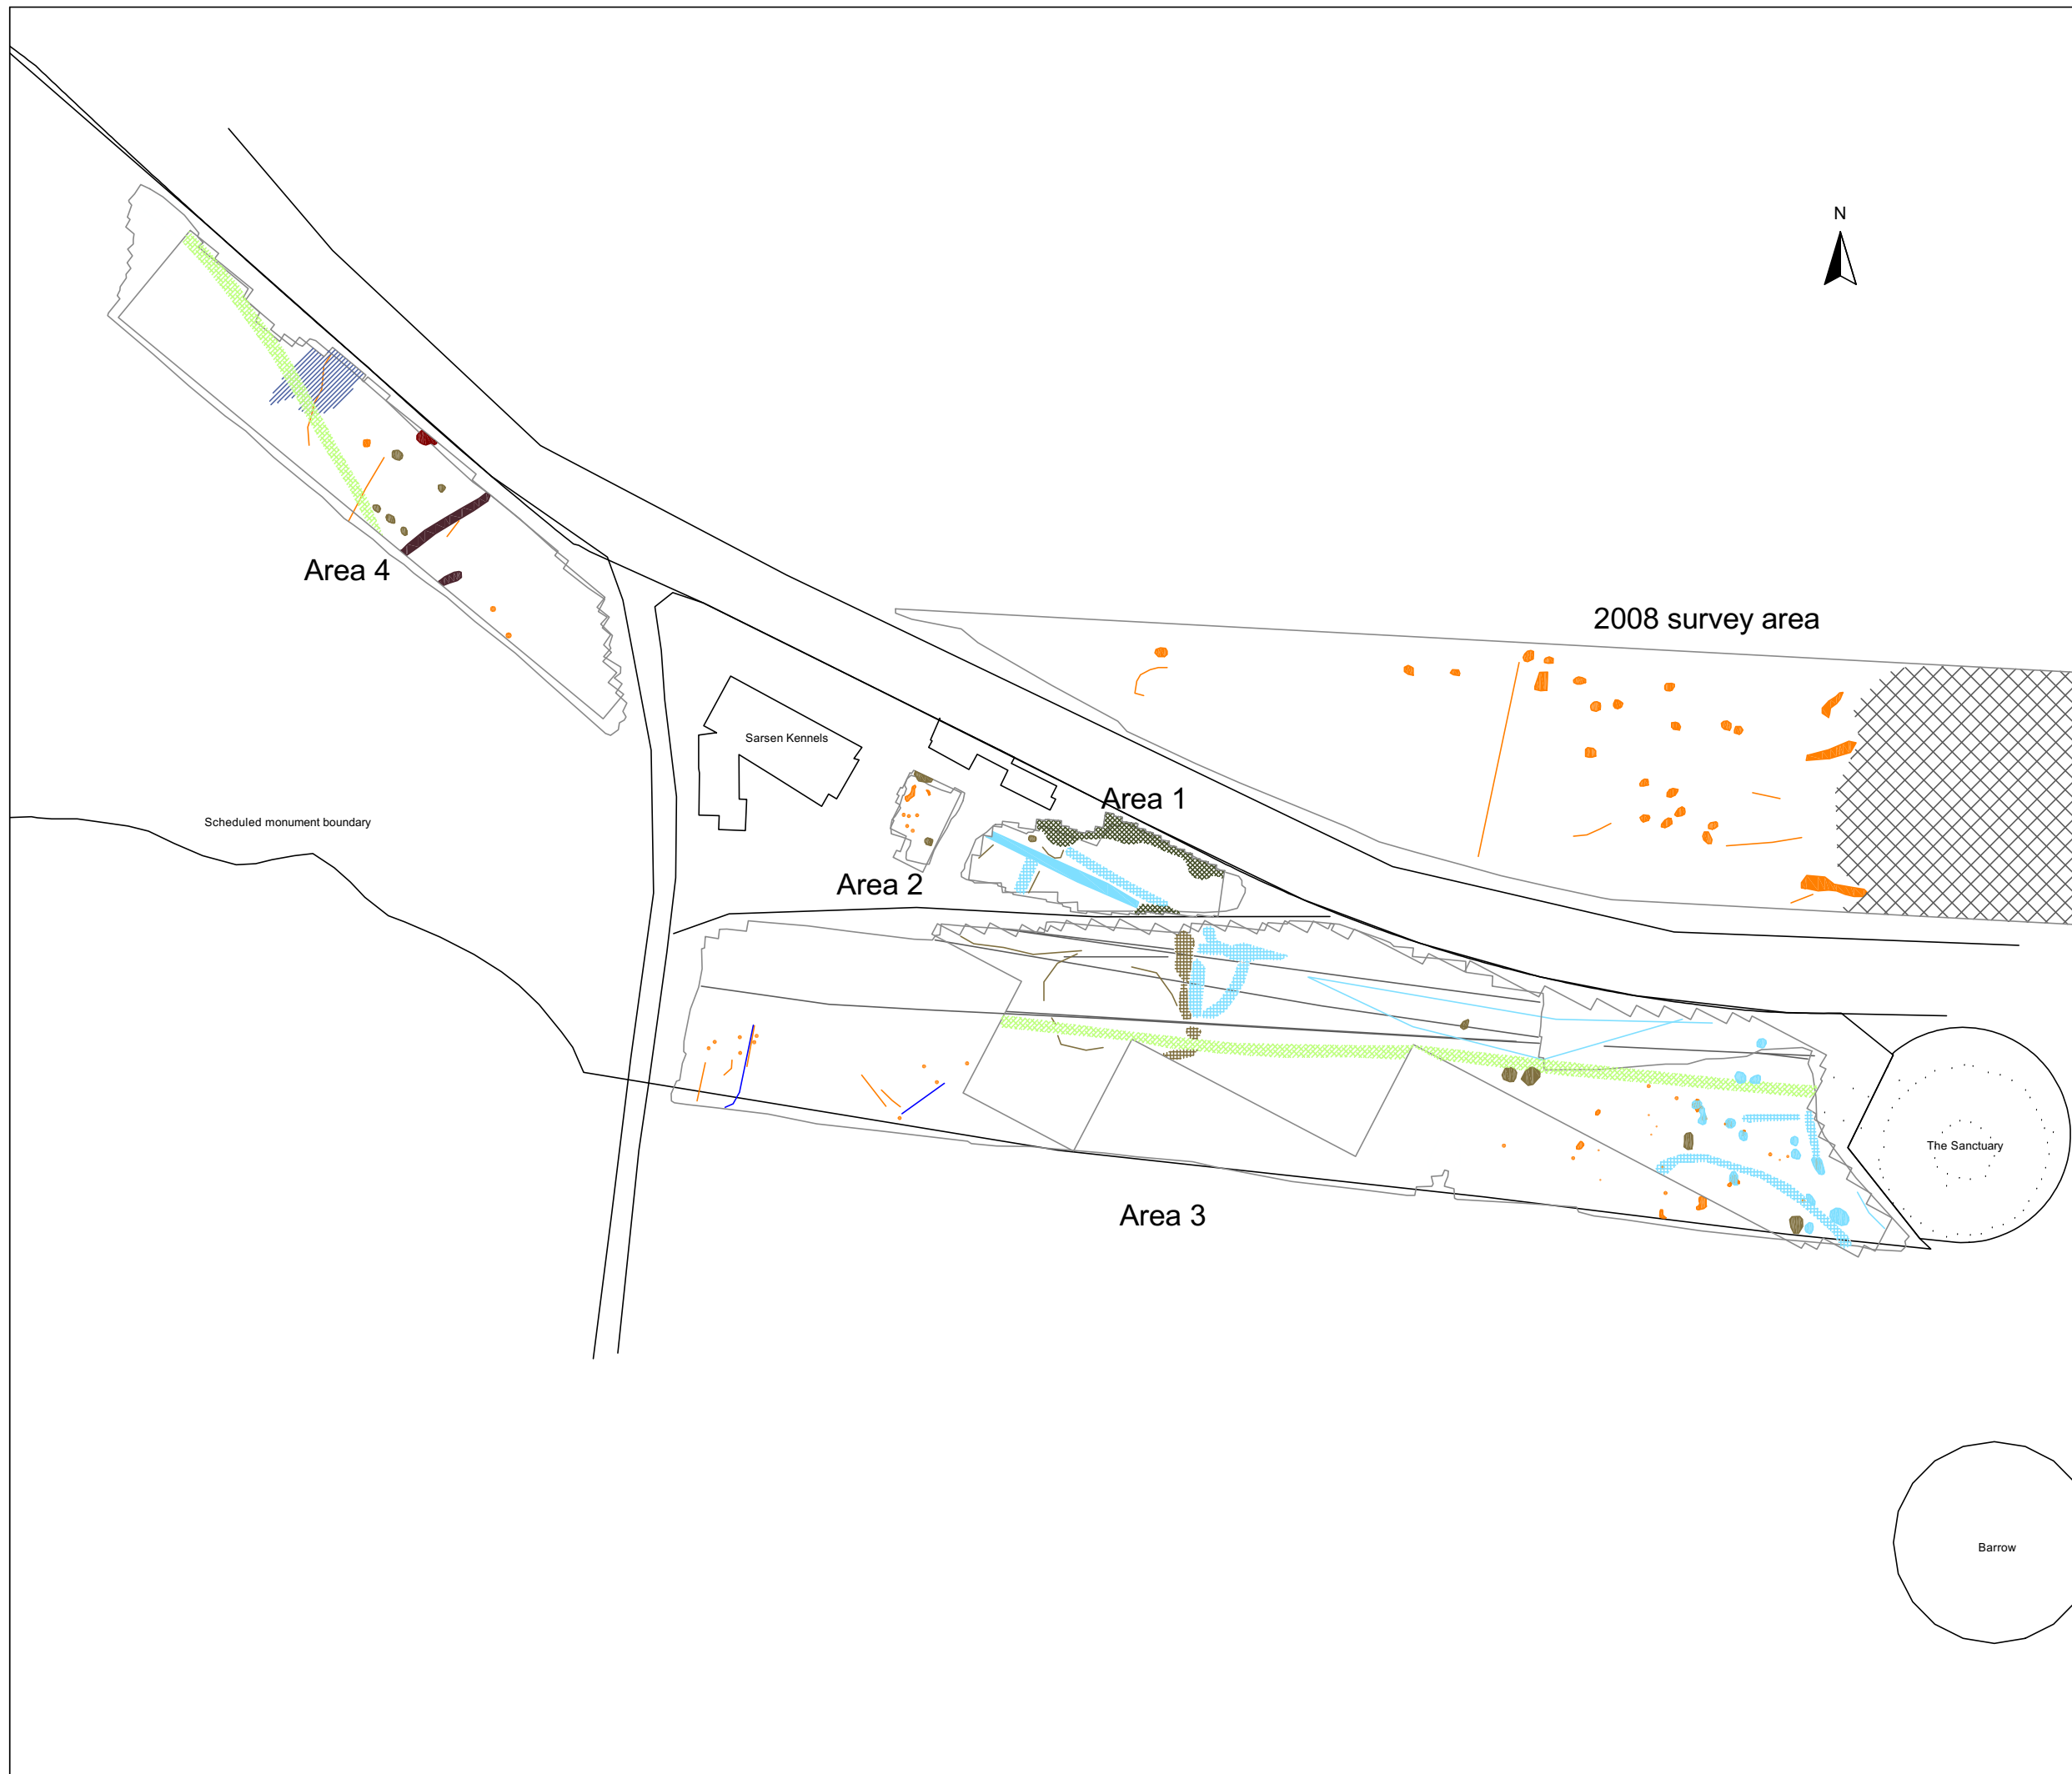 N
Area 4
2008 survey area
Sarsen Kennels
Area 1
Scheduled monument boundary
Area 2
The Sanctuary
Area 3
Barrow